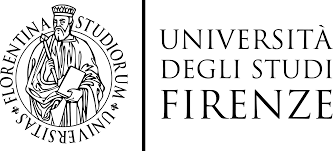 FLORENTINA STUDIORUM UNIVERSITAS
UNIVERSITÀ
DEGLI STUDI
FIRENZE